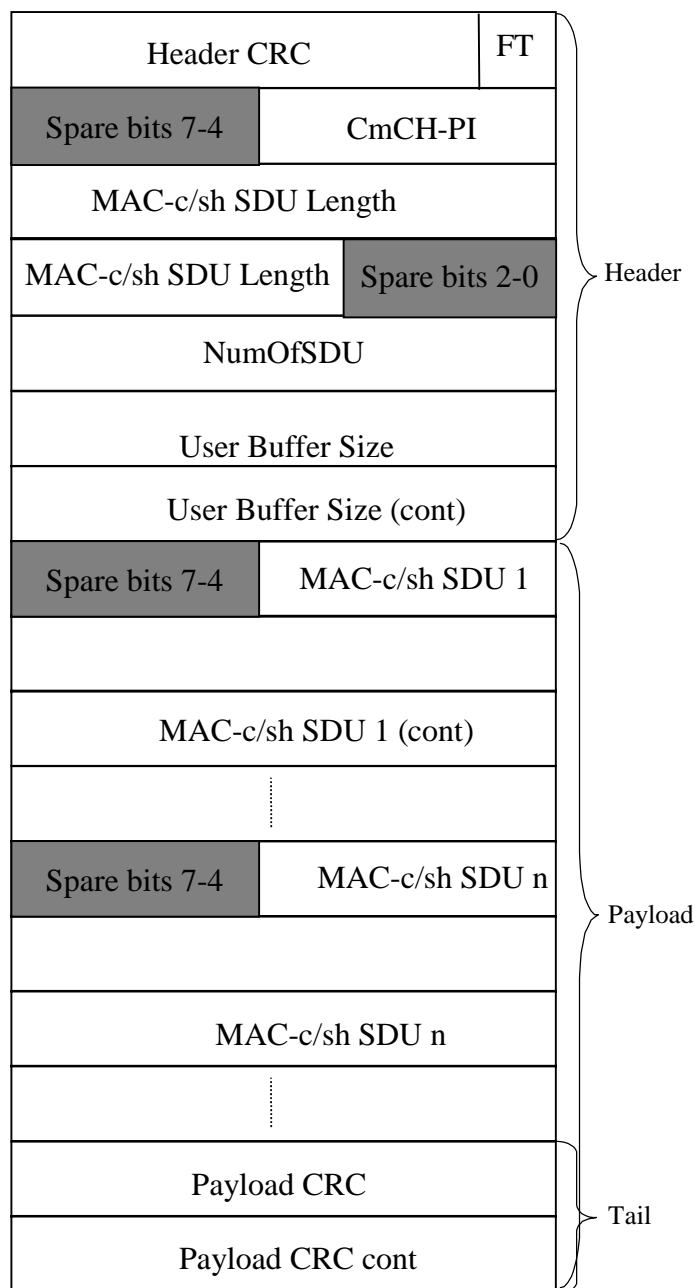 Header CRC FT
Spare bits 7-4 CmCH-PI
MAC-c/sh SDU Length
MAC-c/sh SDU Length Spare bits 2-0
Header
NumOfSDU
User Buffer Size
User Buffer Size (cont)
Spare bits 7-4 MAC-c/sh SDU 1
MAC-c/sh SDU 1 (cont)
Spare bits 7-4 MAC-c/sh SDU n
Payload
MAC-c/sh SDU n
Payload CRC
Tail
Payload CRC cont